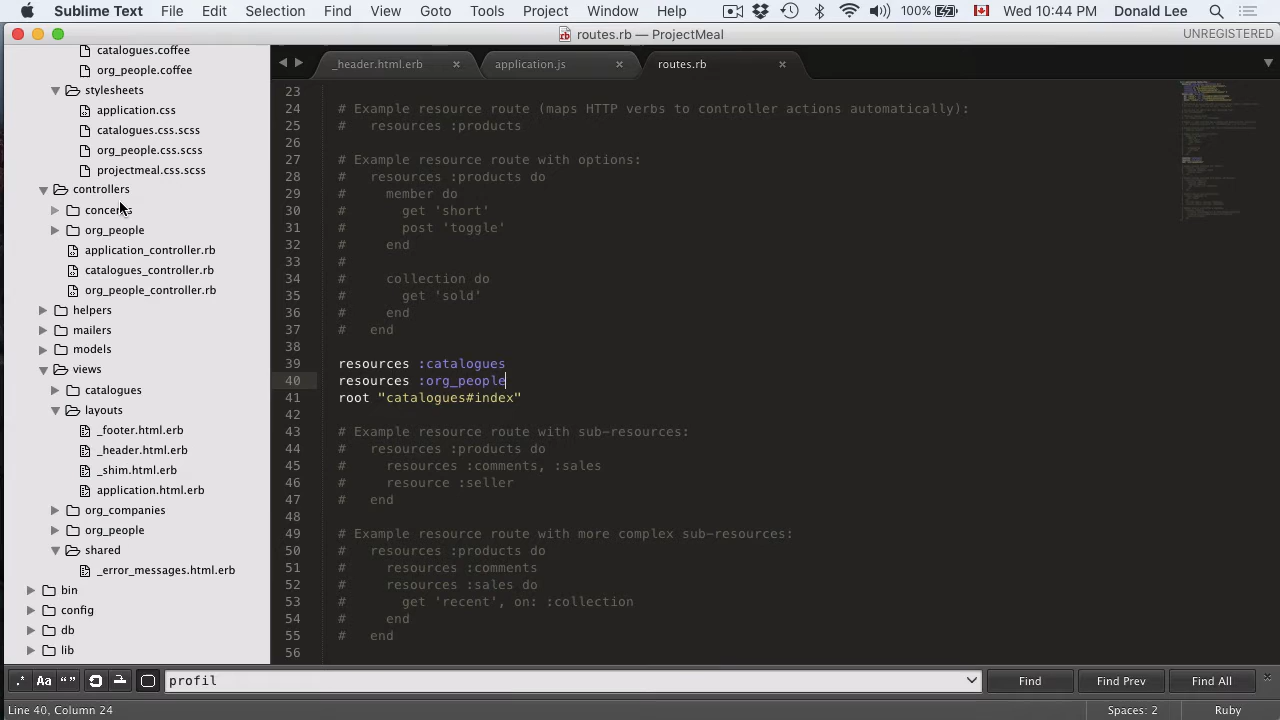 Sublime Text File Edit Selection Find View Goto Tools Project Window Help 100% Wed 10:44 PM Donald Lee
routes.rb — ProjectMeal UNREGISTERED
_header.html.erb × application.js × routes.rb ×
catalogues.coffee
org_people.coffee
stylesheets
application.css
catalogues.css.scss
org_people.css.scss
projectmeal.css.scss
controllers
org_people
application_controller.rb
catalogues_controller.rb
org_people_controller.rb
helpers
mailers
models
views
catalogues
layouts
_footer.html.erb
_header.html.erb
_shim.html.erb
application.html.erb
org_companies
org_people
shared
_error_messages.html.erb
bin
config
db
lib
23
24 # Example resource route (maps HTTP verbs to controller actions automatically):
25 #   resources :products
26
27 # Example resource route with options:
28 #   resources :products do
29 #     member do
30 #       get 'short'
31 #       post 'toggle'
32 #     end
33 #
34 #     collection do
35 #       get 'sold'
36 #     end
37 #   end
38
39 resources :catalogues
40 resources :org_people
41 root "catalogues#index"
42
43 # Example resource route with sub-resources:
44 #   resources :products do
45 #     resources :comments, :sales
46 #     resource :seller
47 #   end
48
49 # Example resource route with more complex sub-resources:
50 #   resources :products do
51 #     resources :comments
52 #     resources :sales do
53 #       get 'recent', on: :collection
54 #     end
55 #   end
56
.* Aa “” profil Find Find Prev Find All ×
Line 40, Column 24 Spaces: 2 Ruby